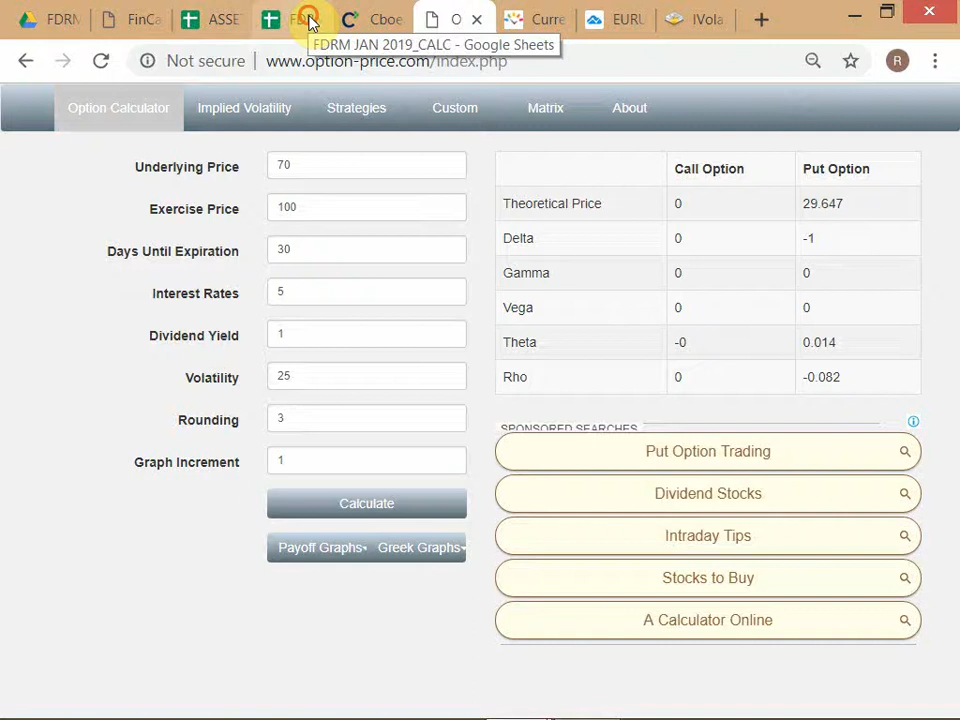 FDRM
FinCa
ASSE
FDRM
Cboe
O
Curre
EURU
IVola
FDRM JAN 2019_CALC - Google Sheets
Not secure
www.option-price.com/index.php
R
Option Calculator
Implied Volatility
Strategies
Custom
Matrix
About
Underlying Price 70
Exercise Price 100
Days Until Expiration 30
Interest Rates 5
Dividend Yield 1
Volatility 25
Rounding 3
Graph Increment 1
Calculate
Payoff Graphs Greek Graphs
Call Option Put Option
Theoretical Price 0 29.647
Delta 0 -1
Gamma 0 0
Vega 0 0
Theta -0 0.014
Rho 0 -0.082
SPONSORED SEARCHES
Put Option Trading
Dividend Stocks
Intraday Tips
Stocks to Buy
A Calculator Online